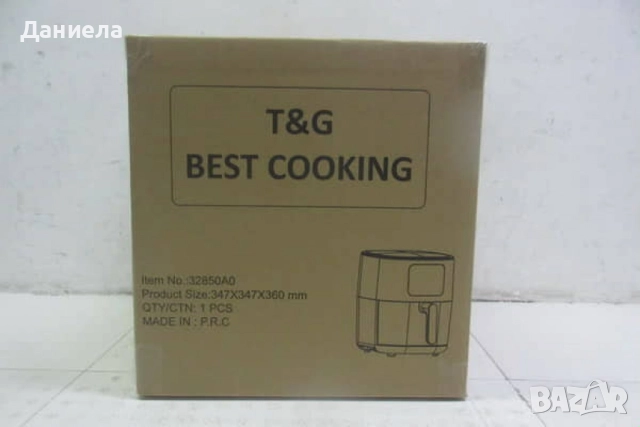 Даниела
T&G
BEST COOKING
Item No.:32850A0
Product Size:347X347X360 mm
QTY/CTN: 1 PCS
MADE IN : P.R.C
BAZAR